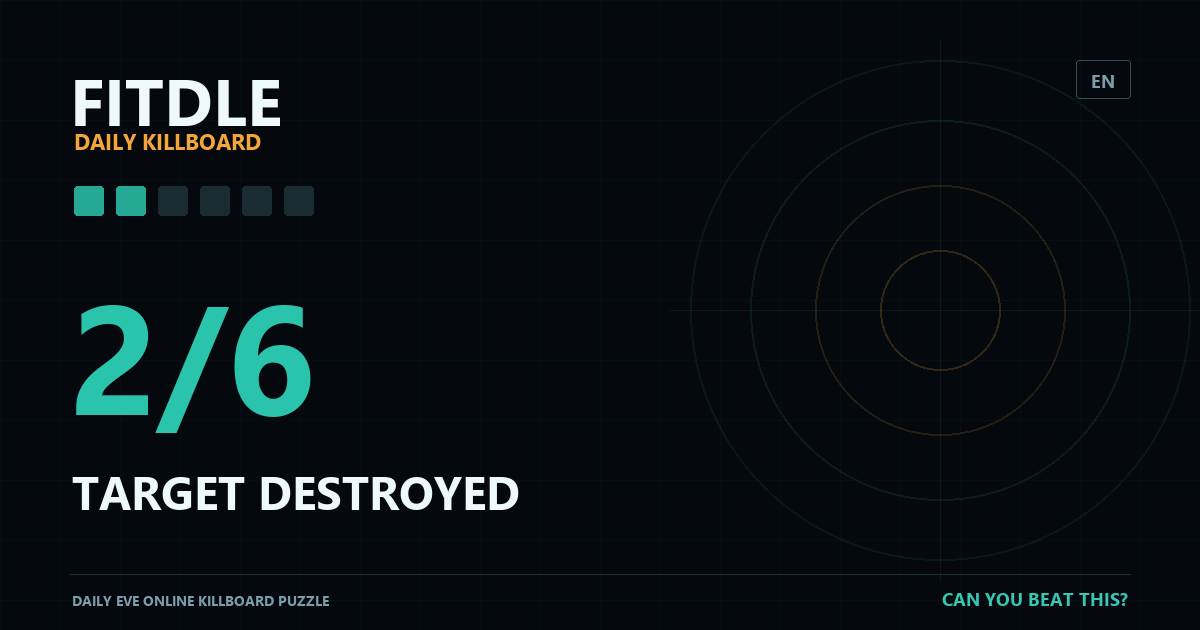 FITDLE
EN
DAILY KILLBOARD
2/6
TARGET DESTROYED
DAILY EVE ONLINE KILLBOARD PUZZLE
CAN YOU BEAT THIS?